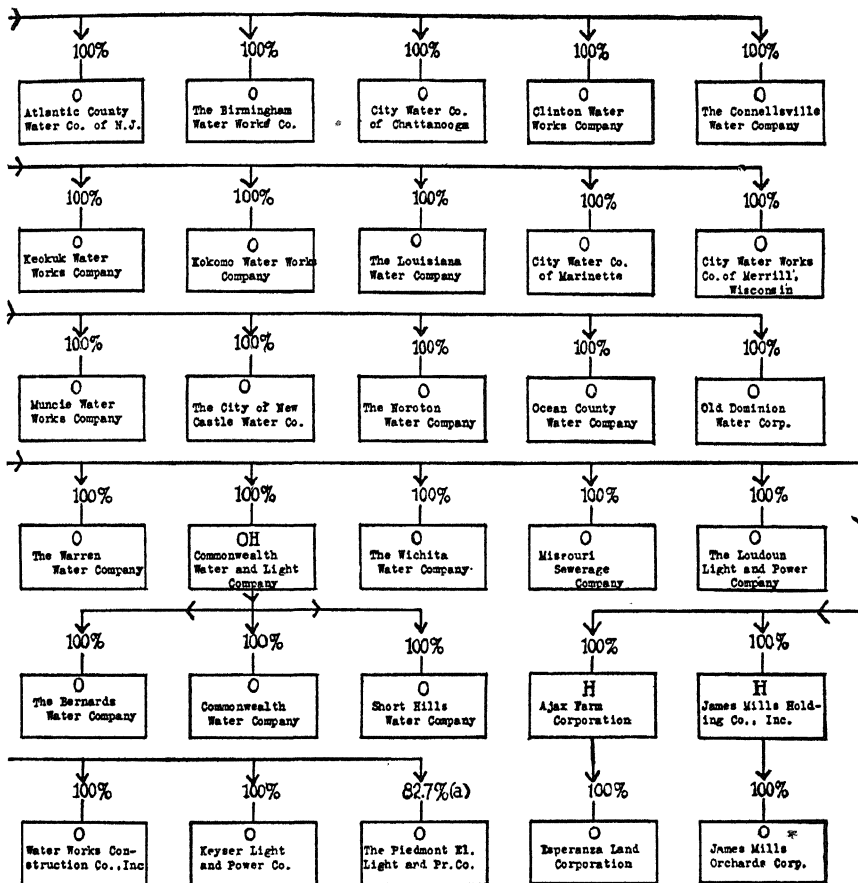 100% 100% 100% 100% 100%
O O O O O
Atlantic County The Birmingham City Water Co. Clinton Water The Connellsville
Water Co. of N.J. Water Works Co. of Chattanooga Works Company Water Company
100% 100% 100% 100% 100%
O O O O O
Keokuk Water Kokomo Water Works The Louisiana City Water Co. City Water Works
Works Company Company Water Company of Marinette Co. of Merrill,
Wisconsin
100% 100% 100% 100% 100%
O O O O O
Muncie Water The City of New The Noroton Ocean County Old Dominion
Works Company Castle Water Co. Water Company Water Company Water Corp.
100% 100% 100% 100% 100%
O OH O O O
The Warren Commonwealth The Wichita Missouri The Loudoun
Water Company Water and Light Water Company Sewerage Light and Power
Company Company Company
100% 100% 100% 100% 100%
O O O H H
The Bernards Commonwealth Short Hills Ajax Farm James Mills Hold-
Water Company Water Company Water Company Corporation ing Co., Inc.
100% 100% 82.7%(a) 100% 100%
O O O O O *
Water Works Con- Keyser Light The Piedmont El. Esperanza Land James Mills
struction Co.,Inc and Power Co. Light and Pr.Co. Corporation Orchards Corp.